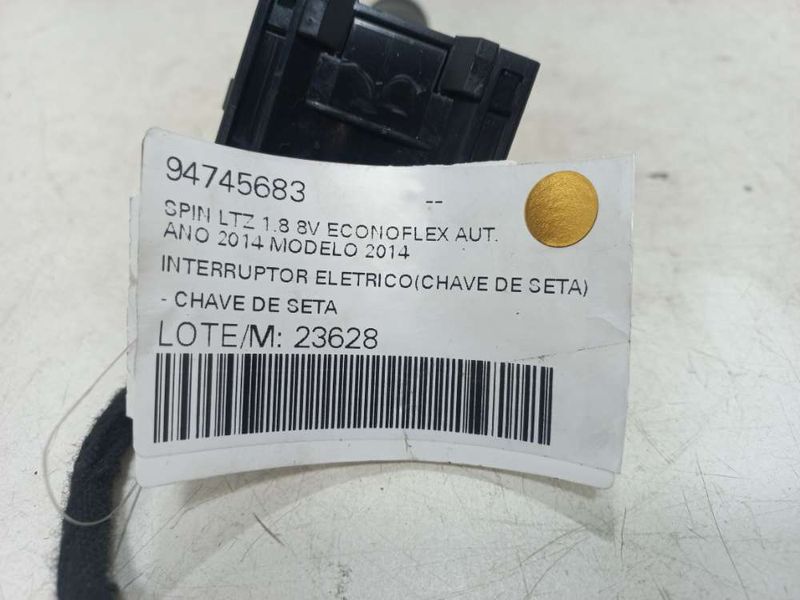 94745683
--
SPIN LTZ 1.8 8V ECONOFLEX AUT.
ANO 2014 MODELO 2014
INTERRUPTOR ELETRICO(CHAVE DE SETA)
- CHAVE DE SETA
LOTE/M: 23628